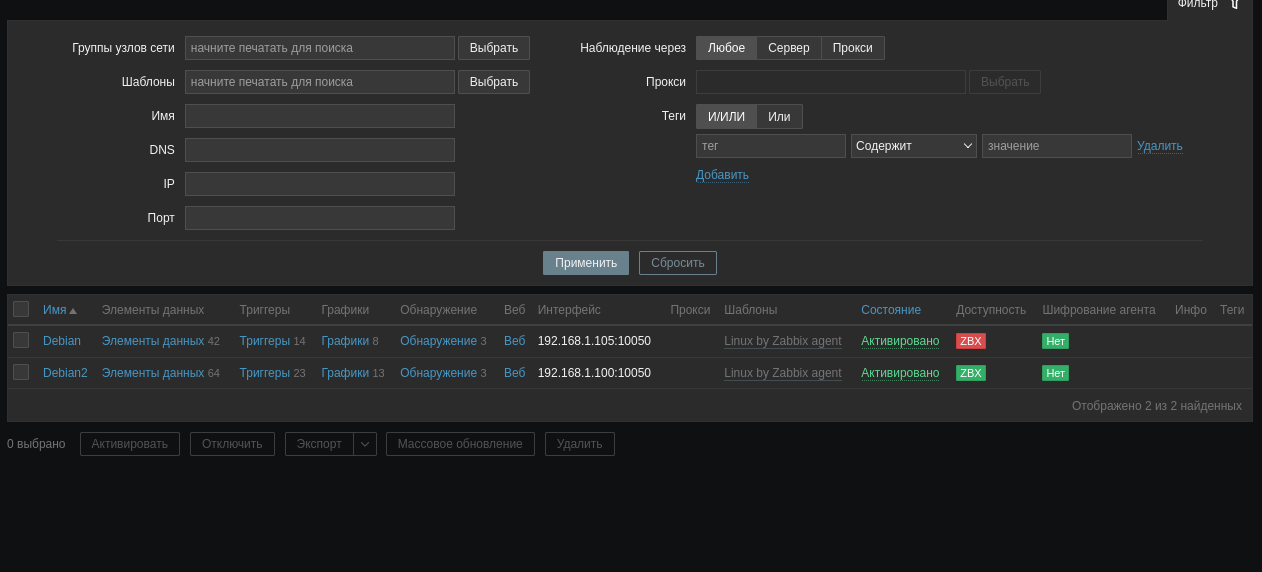 Фильтр
Группы узлов сети начните печатать для поиска Выбрать Наблюдение через Любое Сервер Прокси
Шаблоны начните печатать для поиска Выбрать Прокси Выбрать
Имя Теги И/ИЛИ Или
DNS тег Содержит значение Удалить
IP Добавить
Порт
Применить Сбросить
Имя Элементы данных Триггеры Графики Обнаружение Веб Интерфейс Прокси Шаблоны Состояние Доступность Шифрование агента Инфо Теги
Debian Элементы данных 42 Триггеры 14 Графики 8 Обнаружение 3 Веб 192.168.1.105:10050 Linux by Zabbix agent Активировано ZBX Нет
Debian2 Элементы данных 64 Триггеры 23 Графики 13 Обнаружение 3 Веб 192.168.1.100:10050 Linux by Zabbix agent Активировано ZBX Нет
Отображено 2 из 2 найденных
0 выбрано Активировать Отключить Экспорт Массовое обновление Удалить